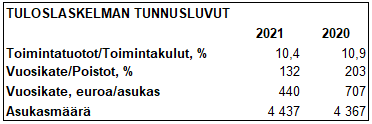 TULOSLASKELMAN TUNNUSLUVUT
2021 2020
Toimintatuotot/Toimintakulut, % 10,4 10,9
Vuosikate/Poistot, % 132 203
Vuosikate, euroa/asukas 440 707
Asukasmäärä 4 437 4 367